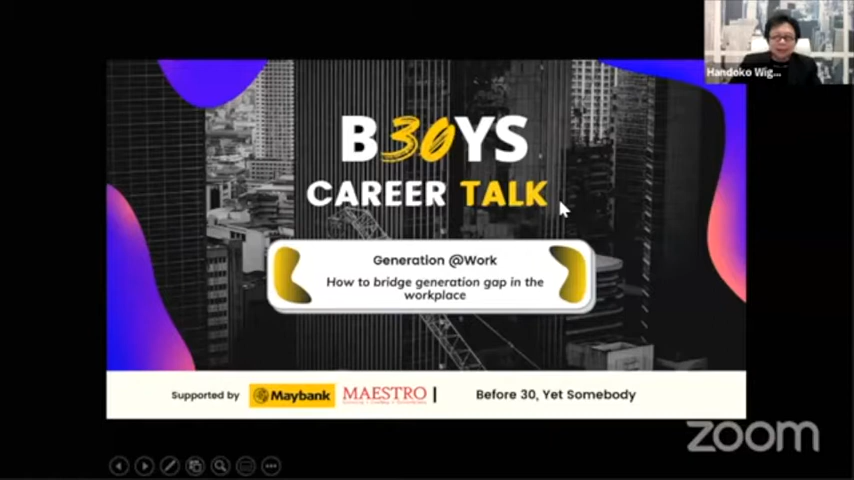 Handoko Wig...
B30YS
CAREER TALK
Generation @Work
How to bridge generation gap in the
workplace
Supported by Maybank MAESTRO | Before 30, Yet Somebody
zoom